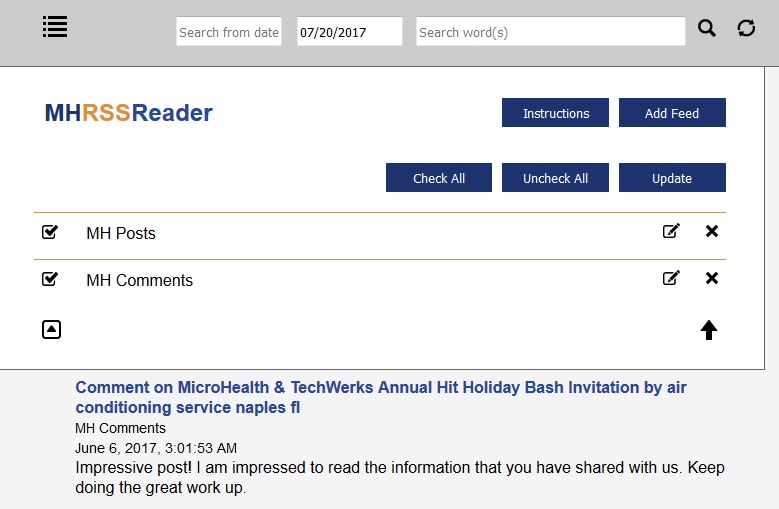 Search from date 07/20/2017 Search word(s)
MHRSSReader Instructions Add Feed
Check All Uncheck All Update
MH Posts
MH Comments
Comment on MicroHealth & TechWerks Annual Hit Holiday Bash Invitation by air
conditioning service naples fl
MH Comments
June 6, 2017, 3:01:53 AM
Impressive post! I am impressed to read the information that you have shared with us. Keep
doing the great work up.